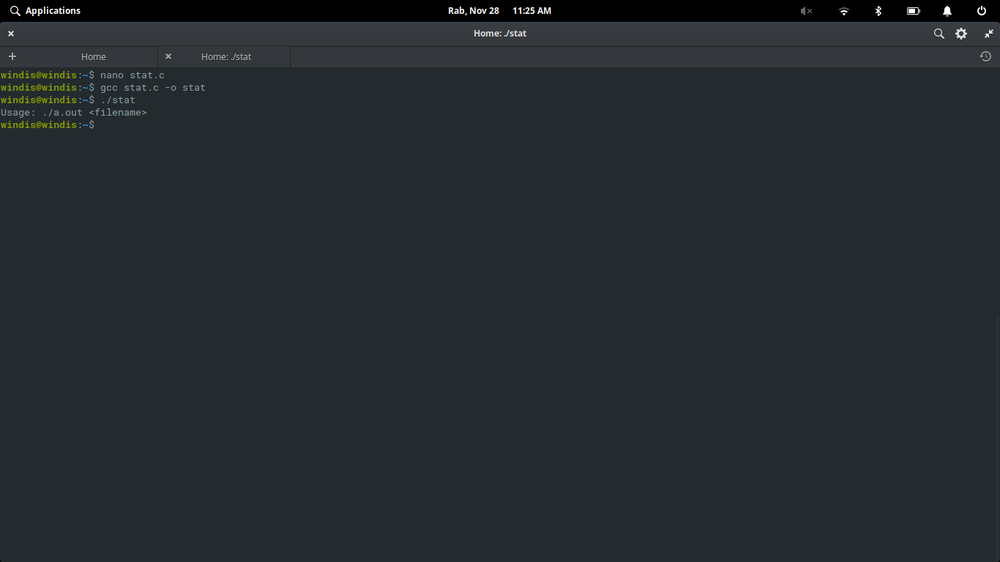 Applications
Rab, Nov 28 11:25 AM
Home: ./stat
Home
Home: ./stat
windis@windis:~$ nano stat.c
windis@windis:~$ gcc stat.c -o stat
windis@windis:~$ ./stat
Usage: ./a.out <filename>
windis@windis:~$